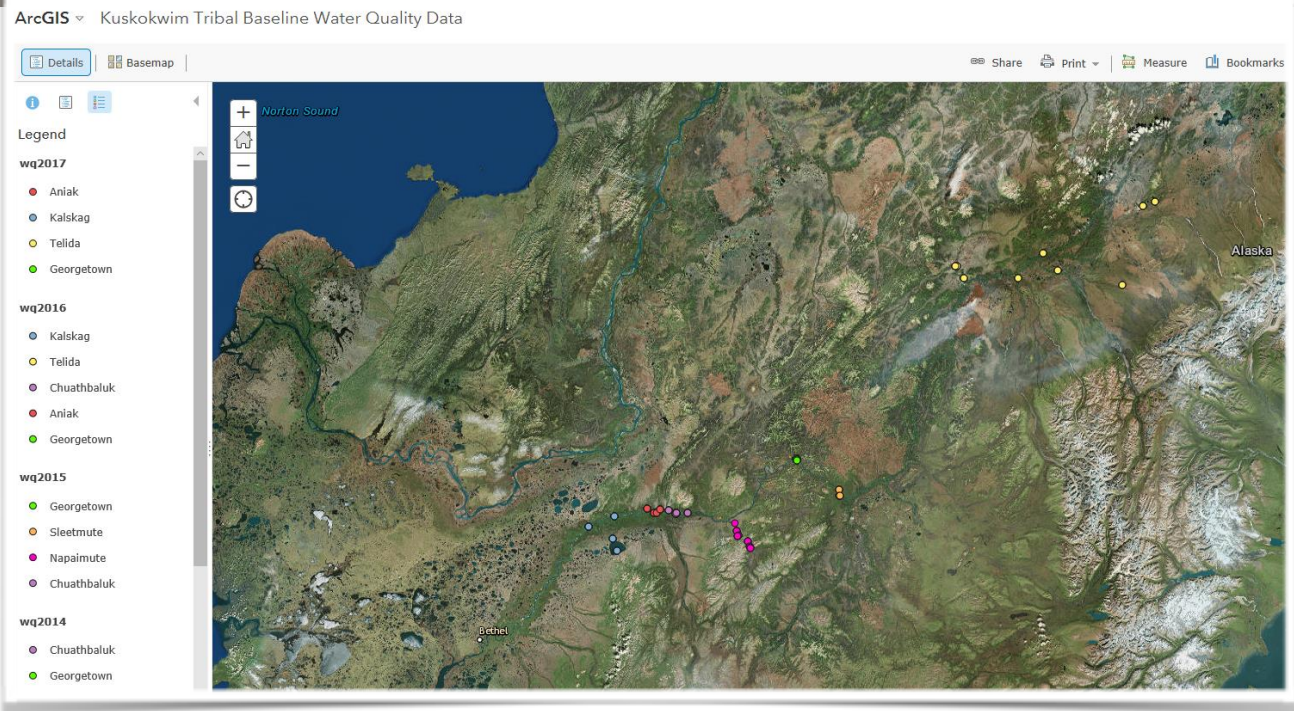 ArcGIS Kuskokwim Tribal Baseline Water Quality Data
Details Basemap Share Print Measure Bookmarks
Legend
wq2017
Aniak
Kalskag
Telida
Georgetown
wq2016
Kalskag
Telida
Chuathbaluk
Aniak
Georgetown
wq2015
Georgetown
Sleetmute
Napaimute
Chuathbaluk
wq2014
Chuathbaluk
Georgetown
Norton Sound
Alaska
Bethel